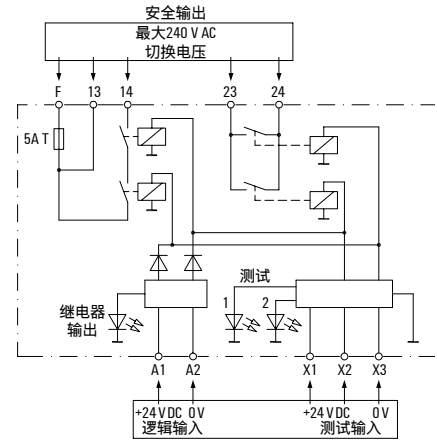 安全输出
最大240 V AC
切换电压
F 13 14 23 24
5A T
测试
继电器
输出
1
2
A1 A2 X1 X2 X3
+24 V DC 0 V +24 V DC 0 V
逻辑输入 测试输入